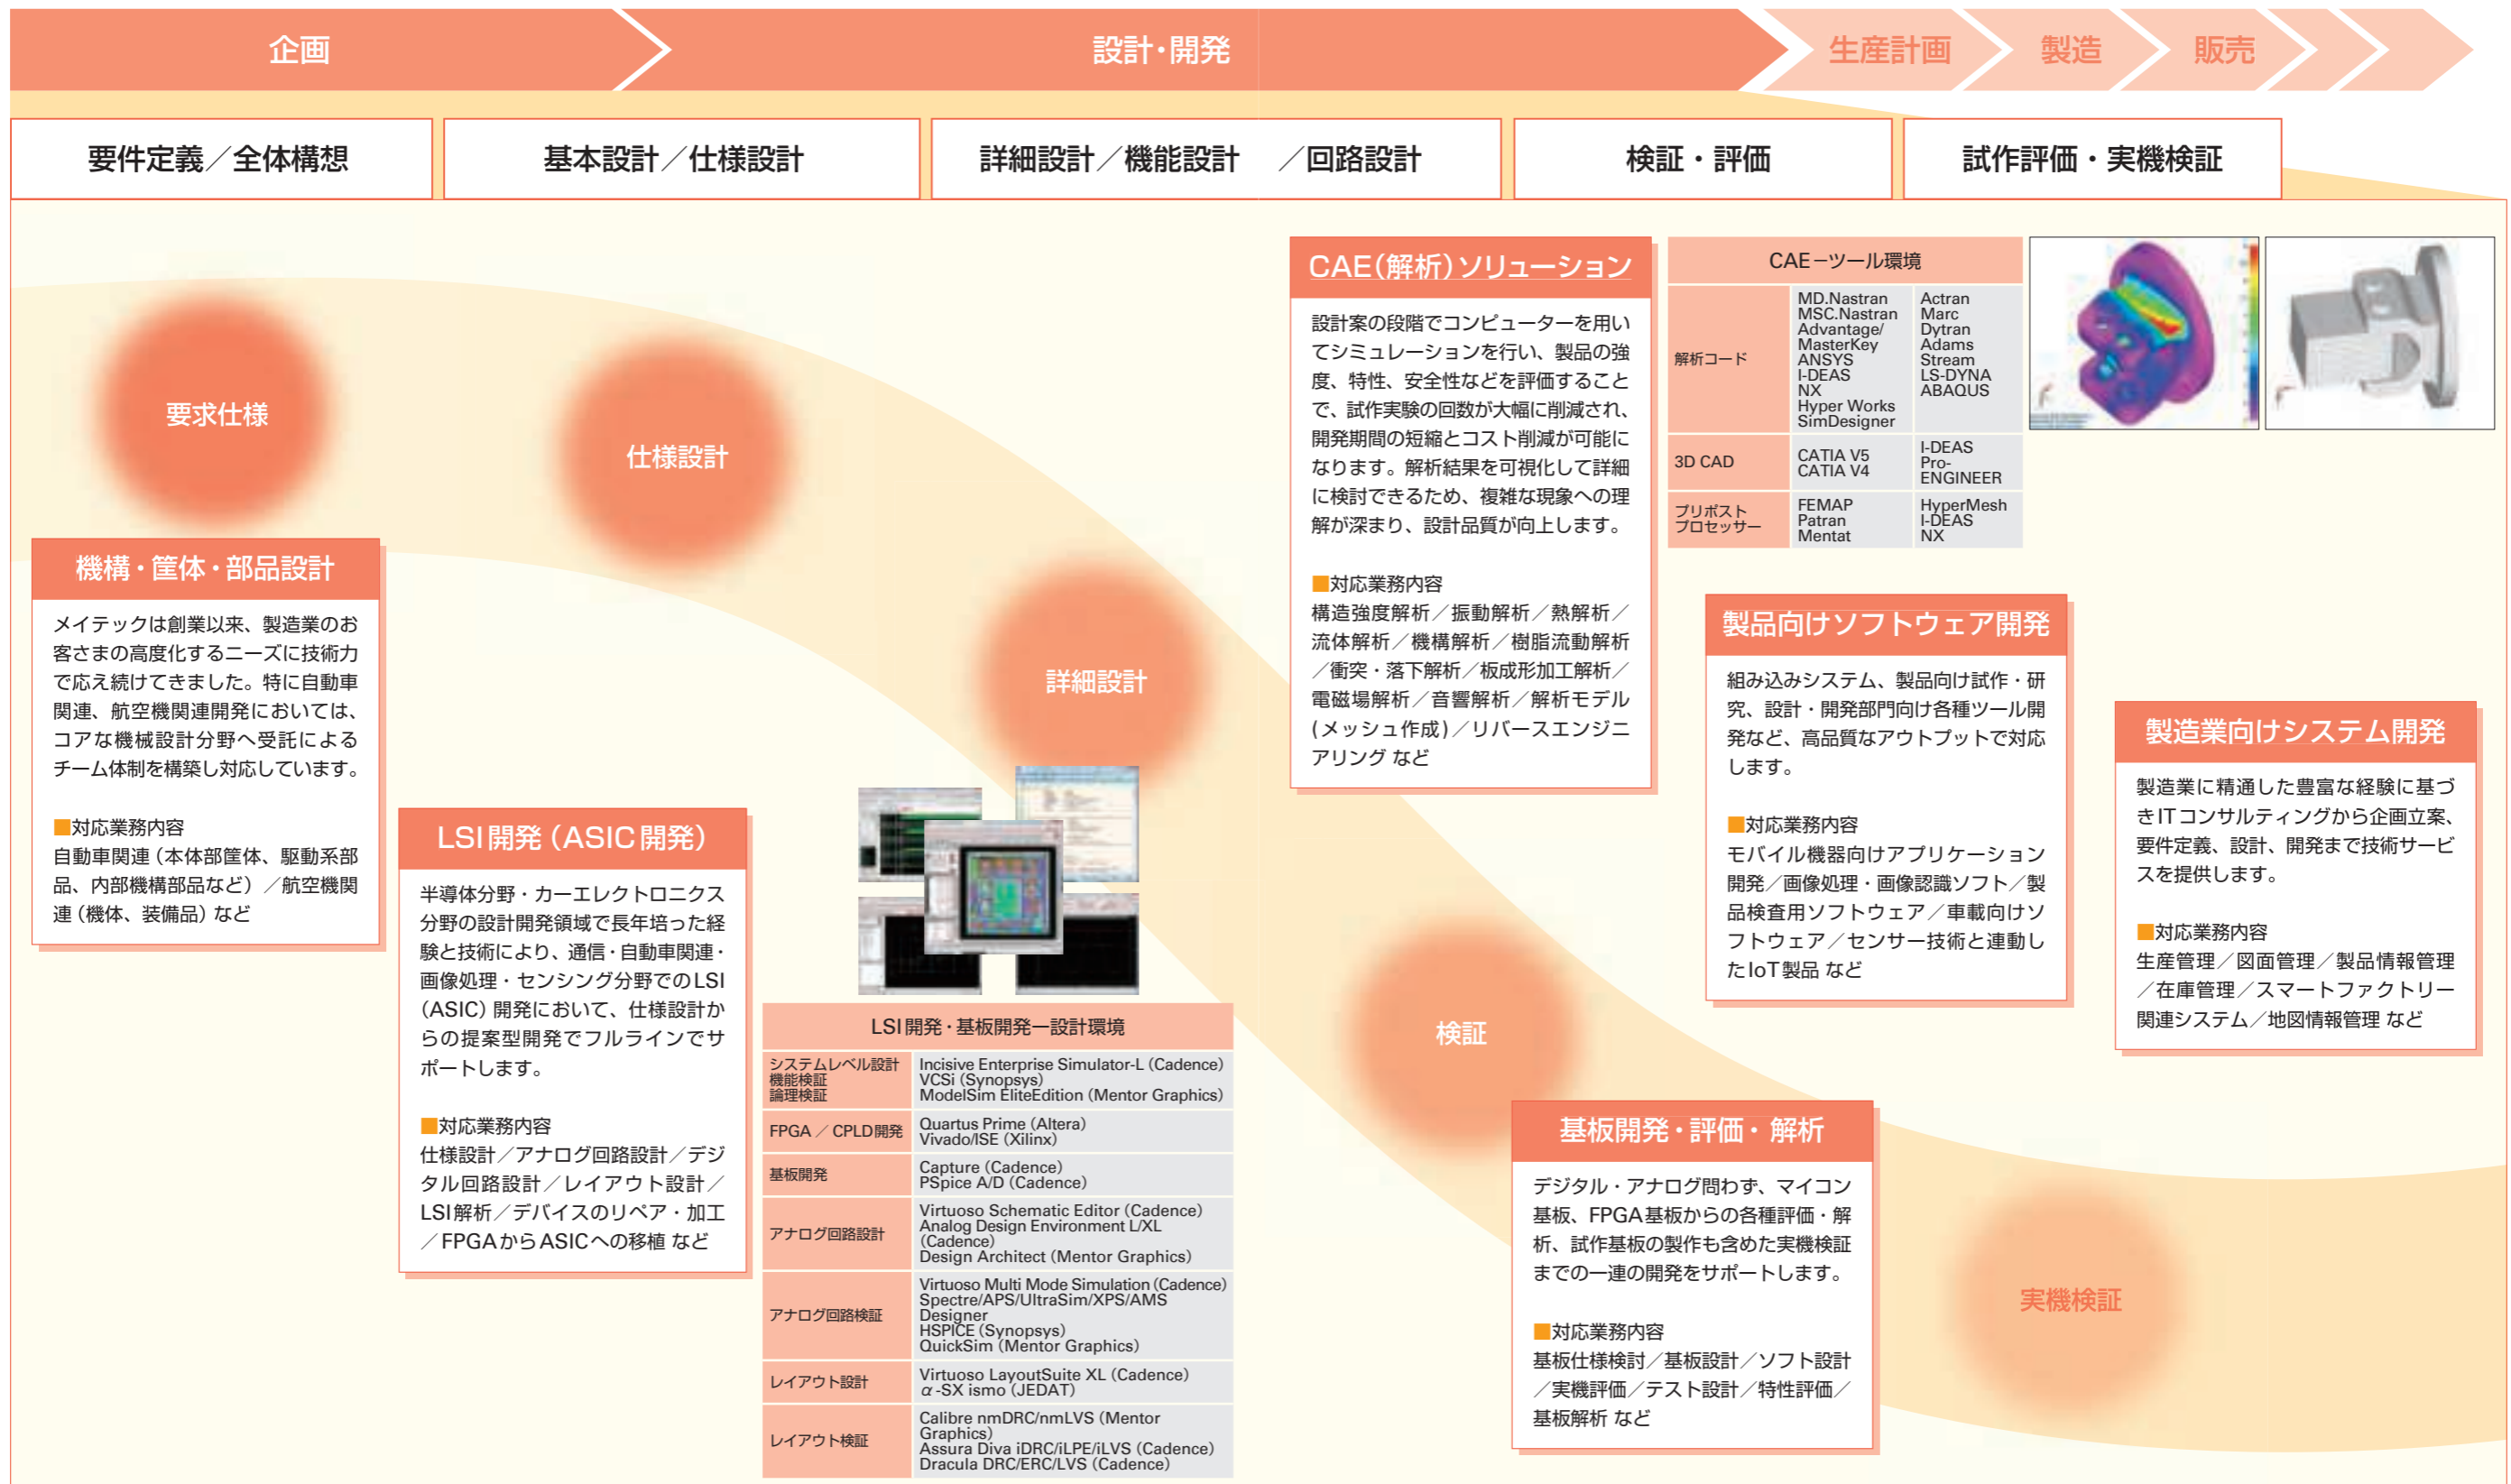 企画
設計・開発
生産計画
製造
販売
要件定義／全体構想
基本設計／仕様設計
詳細設計／機能設計　／回路設計
検証・評価
試作評価・実機検証
要求仕様
仕様設計
詳細設計
検証
実機検証
機構・筐体・部品設計
メイテックは創業以来、製造業のお
客さまの高度化するニーズに技術力
で応え続けてきました。特に自動車
関連、航空機関連開発においては、
コアな機械設計分野へ受託による
チーム体制を構築し対応しています。
■対応業務内容
自動車関連（本体部筐体、駆動系部
品、内部機構部品など）／航空機関
連（機体、装備品）など
LSI開発（ASIC開発）
半導体分野・カーエレクトロニクス
分野の設計開発領域で長年培った経
験と技術により、通信・自動車関連・
画像処理・センシング分野でのLSI
（ASIC）開発において、仕様設計か
らの提案型開発でフルラインでサ
ポートします。
■対応業務内容
仕様設計／アナログ回路設計／デジ
タル回路設計／レイアウト設計／
LSI解析／デバイスのリペア・加工
／FPGAからASICへの移植 など
LSI開発・基板開発ー設計環境
システムレベル設計
機能検証
論理検証
Incisive Enterprise Simulator-L (Cadence)
VCSi (Synopsys)
ModelSim EliteEdition (Mentor Graphics)
FPGA ／ CPLD開発
Quartus Prime (Altera)
Vivado/ISE (Xilinx)
基板開発
Capture (Cadence)
PSpice A/D (Cadence)
アナログ回路設計
Virtuoso Schematic Editor (Cadence)
Analog Design Environment L/XL
(Cadence)
Design Architect (Mentor Graphics)
アナログ回路検証
Virtuoso Multi Mode Simulation (Cadence)
Spectre/APS/UltraSim/XPS/AMS
Designer
HSPICE (Synopsys)
QuickSim (Mentor Graphics)
レイアウト設計
Virtuoso LayoutSuite XL (Cadence)
α-SX ismo (JEDAT)
レイアウト検証
Calibre nmDRC/nmLVS (Mentor
Graphics)
Assura Diva iDRC/iLPE/iLVS (Cadence)
Dracula DRC/ERC/LVS (Cadence)
CAE（解析）ソリューション
設計案の段階でコンピューターを用い
てシミュレーションを行い、製品の強
度、特性、安全性などを評価すること
で、試作実験の回数が大幅に削減され、
開発期間の短縮とコスト削減が可能に
なります。解析結果を可視化して詳細
に検討できるため、複雑な現象への理
解が深まり、設計品質が向上します。
■対応業務内容
構造強度解析／振動解析／熱解析／
流体解析／機構解析／樹脂流動解析
／衝突・落下解析／板成形加工解析／
電磁場解析／音響解析／解析モデル
(メッシュ作成)／リバースエンジニ
アリング など
CAEーツール環境
解析コード
MD.Nastran
MSC.Nastran
Advantage/
MasterKey
ANSYS
I-DEAS
NX
Hyper Works
SimDesigner
Actran
Marc
Dytran
Adams
Stream
LS-DYNA
ABAQUS
3D CAD
CATIA V5
CATIA V4
I-DEAS
Pro-
ENGINEER
プリポスト
プロセッサー
FEMAP
Patran
Mentat
HyperMesh
I-DEAS
NX
製品向けソフトウェア開発
組み込みシステム、製品向け試作・研
究、設計・開発部門向け各種ツール開
発など、高品質なアウトプットで対応
します。
■対応業務内容
モバイル機器向けアプリケーション
開発／画像処理・画像認識ソフト／製
品検査用ソフトウェア／車載向けソ
フトウェア／センサー技術と連動し
たIoT製品 など
製造業向けシステム開発
製造業に精通した豊富な経験に基づ
きITコンサルティングから企画立案、
要件定義、設計、開発まで技術サービ
スを提供します。
■対応業務内容
生産管理／図面管理／製品情報管理
／在庫管理／スマートファクトリー
関連システム／地図情報管理 など
基板開発・評価・ 解析
デジタル・アナログ問わず、マイコン
基板、FPGA基板からの各種評価・解
析、試作基板の製作も含めた実機検証
までの一連の開発をサポートします。
■対応業務内容
基板仕様検討／基板設計／ソフト設計
／実機評価／テスト設計／特性評価／
基板解析 など